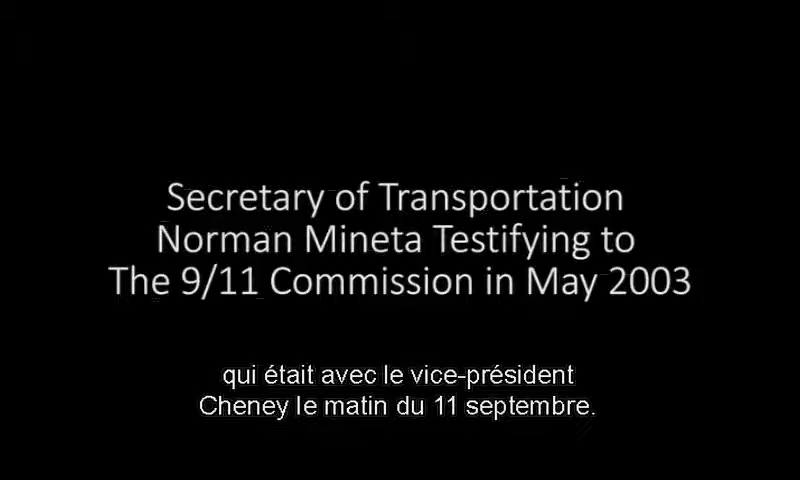 Secretary of Transportation
Norman Mineta Testifying to
The 9/11 Commission in May 2003
qui était avec le vice-président
Cheney le matin du 11 septembre.